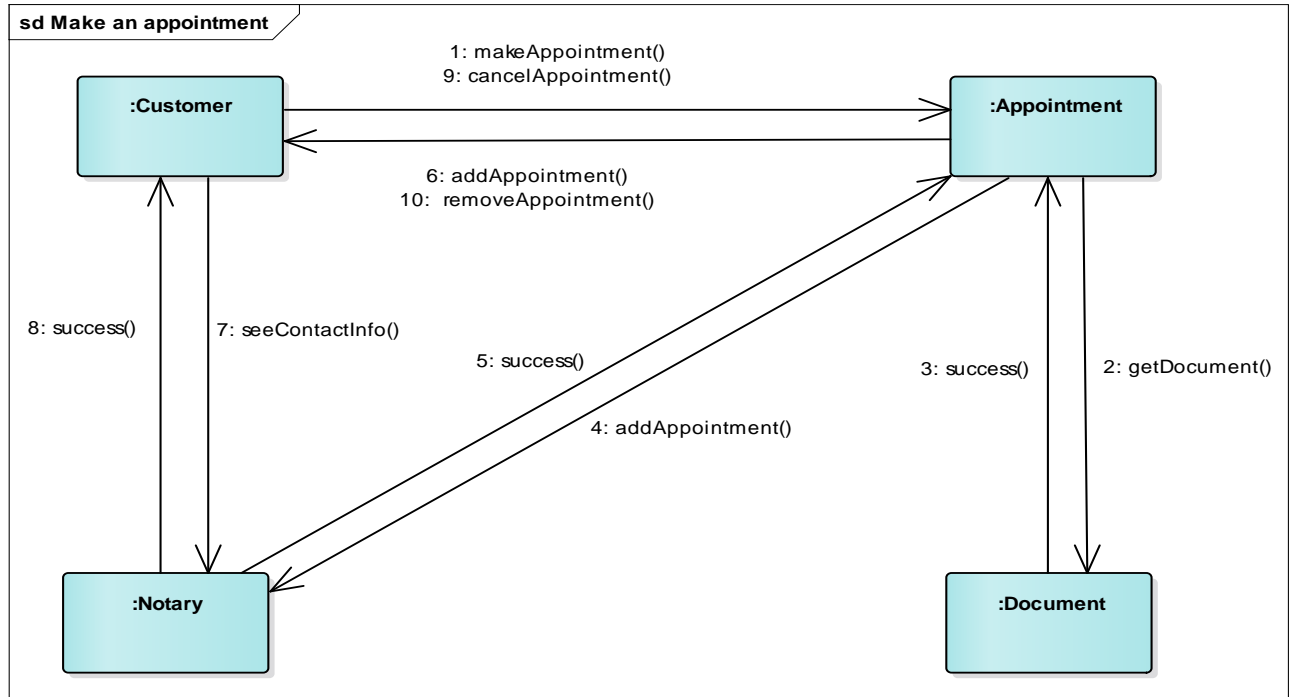 sd Make an appointment
1: makeAppointment()
9: cancelAppointment()
:Customer
:Appointment
6: addAppointment()
10: removeAppointment()
8: success()
7: seeContactInfo()
5: success()
3: success()
2: getDocument()
4: addAppointment()
:Notary
:Document